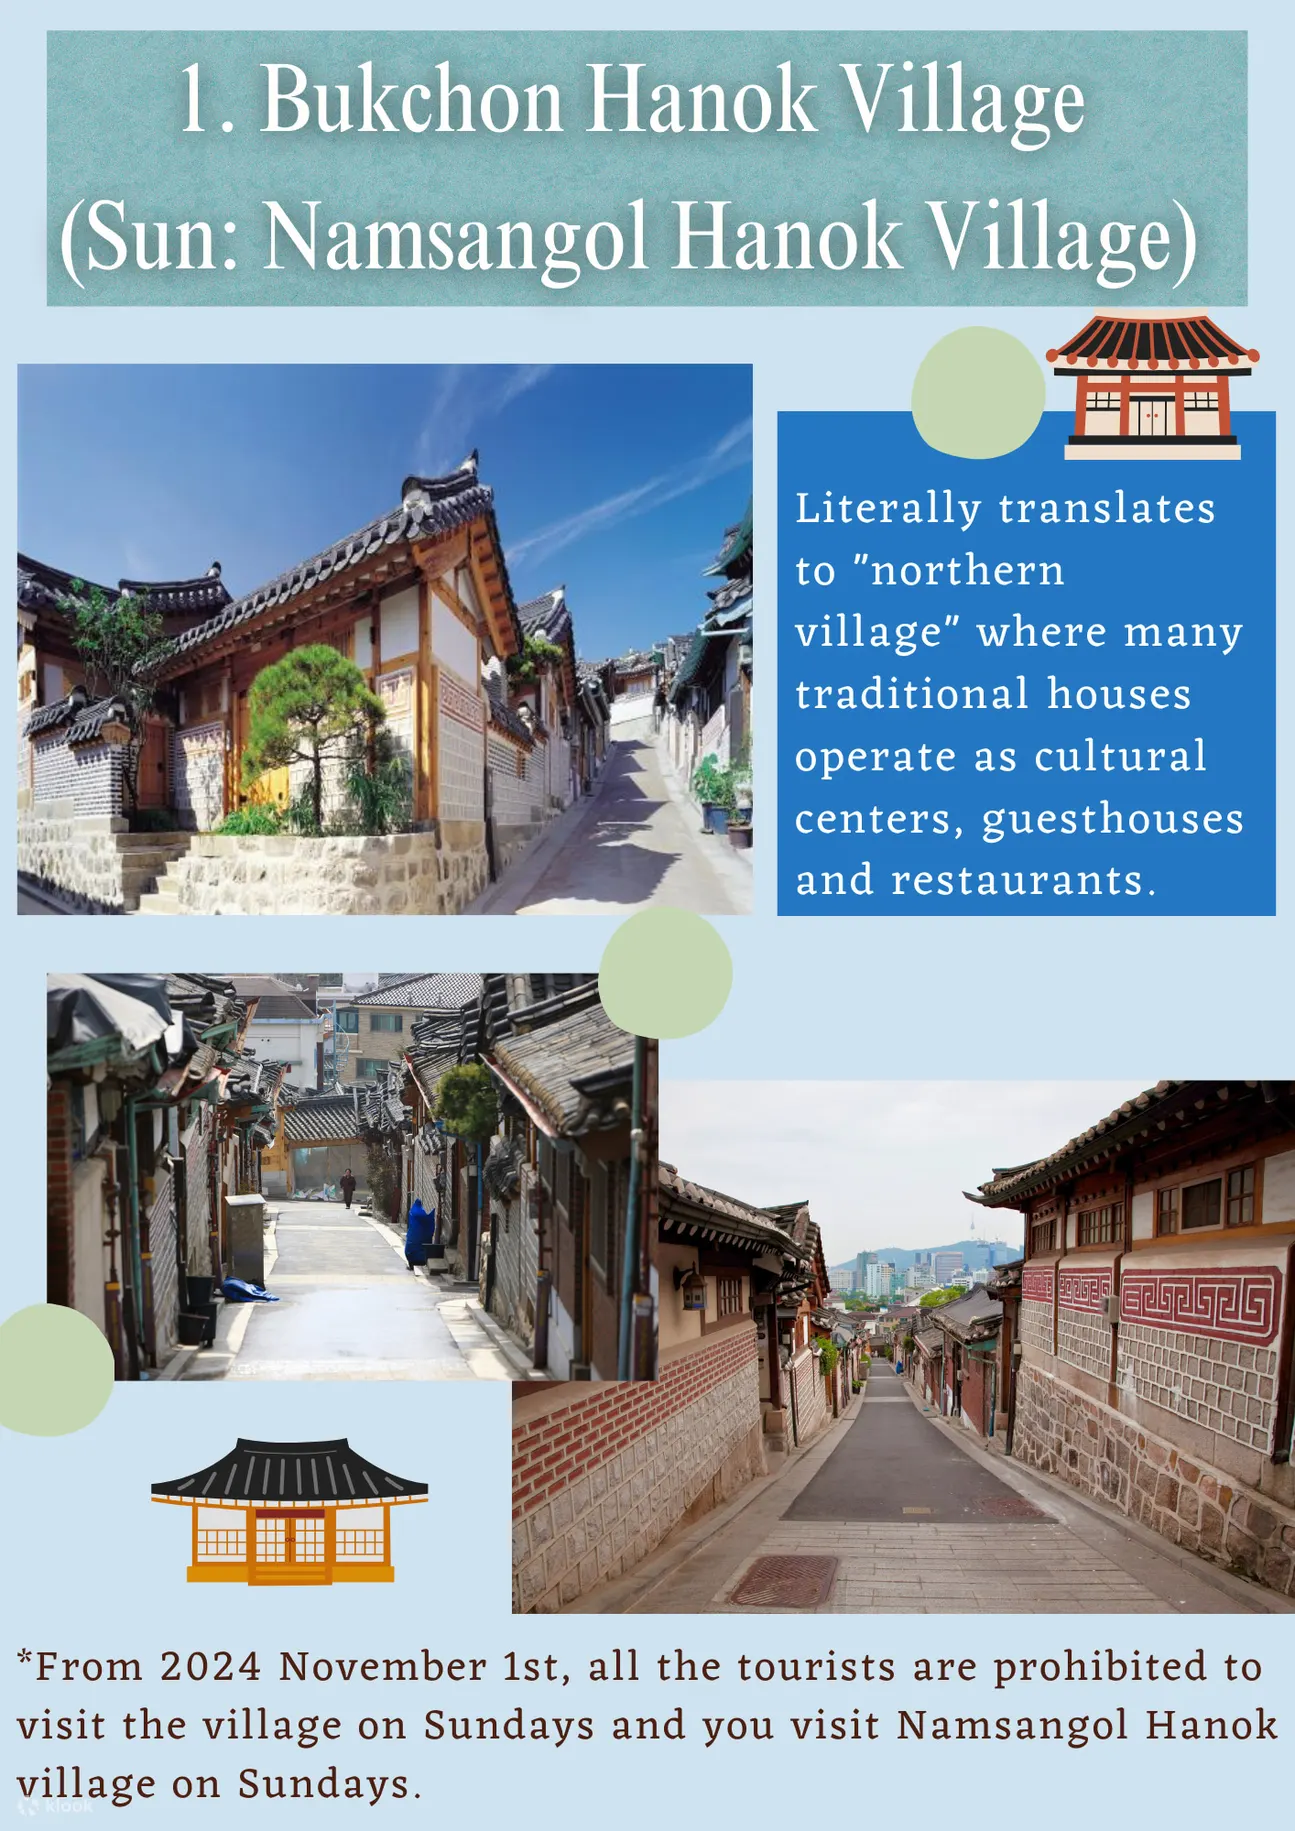 1. Bukchon Hanok Village
(Sun: Namsangol Hanok Village)
Literally translates
to "northern
village" where many
traditional houses
operate as cultural
centers, guesthouses
and restaurants.
*From 2024 November 1st, all the tourists are prohibited to
visit the village on Sundays and you visit Namsangol Hanok
village on Sundays.
klook